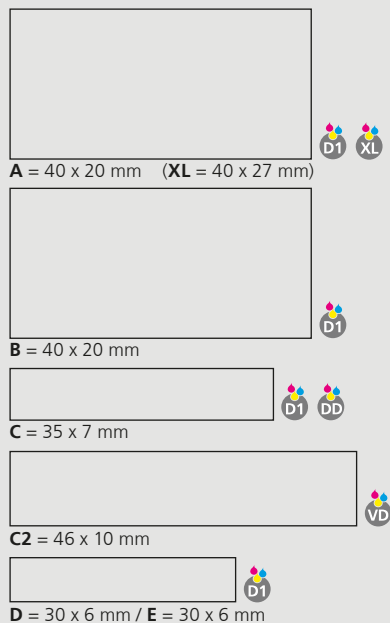 D1 XL
A = 40 x 20 mm (XL = 40 x 27 mm)
D1
B = 40 x 20 mm
D1 DD
C = 35 x 7 mm
VD
C2 = 46 x 10 mm
D1
D = 30 x 6 mm / E = 30 x 6 mm